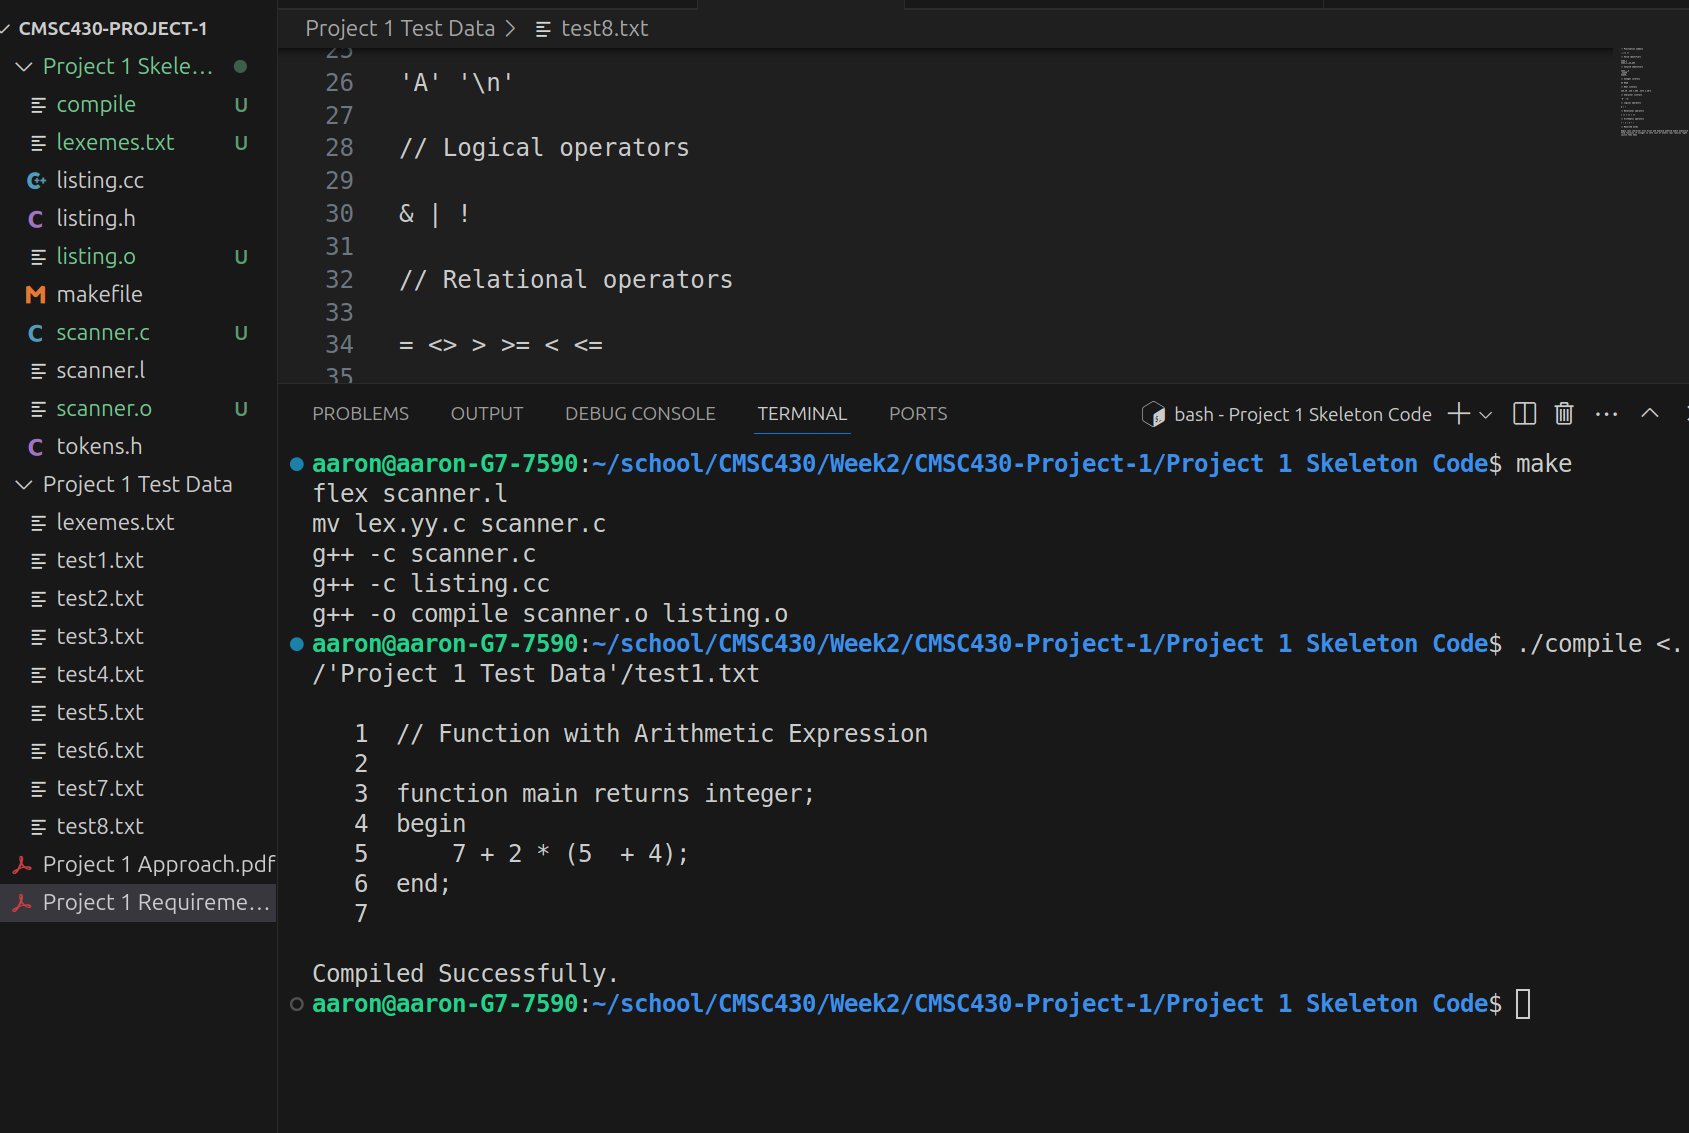 CMSC430-PROJECT-1
Project 1 Skele...
compile U
lexemes.txt U
listing.cc
listing.h
listing.o U
makefile
scanner.c U
scanner.l
scanner.o U
tokens.h
Project 1 Test Data
lexemes.txt
test1.txt
test2.txt
test3.txt
test4.txt
test5.txt
test6.txt
test7.txt
test8.txt
Project 1 Approach.pdf
Project 1 Requireme...
Project 1 Test Data > test8.txt
25
26 'A' '\n'
27
28 // Logical operators
29
30 & | !
31
32 // Relational operators
33
34 = <> > >= < <=
35
PROBLEMS OUTPUT DEBUG CONSOLE TERMINAL PORTS
bash - Project 1 Skeleton Code
aaron@aaron-G7-7590:~/school/CMSC430/Week2/CMSC430-Project-1/Project 1 Skeleton Code$ make
flex scanner.l
mv lex.yy.c scanner.c
g++ -c scanner.c
g++ -c listing.cc
g++ -o compile scanner.o listing.o
aaron@aaron-G7-7590:~/school/CMSC430/Week2/CMSC430-Project-1/Project 1 Skeleton Code$ ./compile <.
/'Project 1 Test Data'/test1.txt
1 // Function with Arithmetic Expression
2
3 function main returns integer;
4 begin
5 7 + 2 * (5  + 4);
6 end;
7
Compiled Successfully.
aaron@aaron-G7-7590:~/school/CMSC430/Week2/CMSC430-Project-1/Project 1 Skeleton Code$